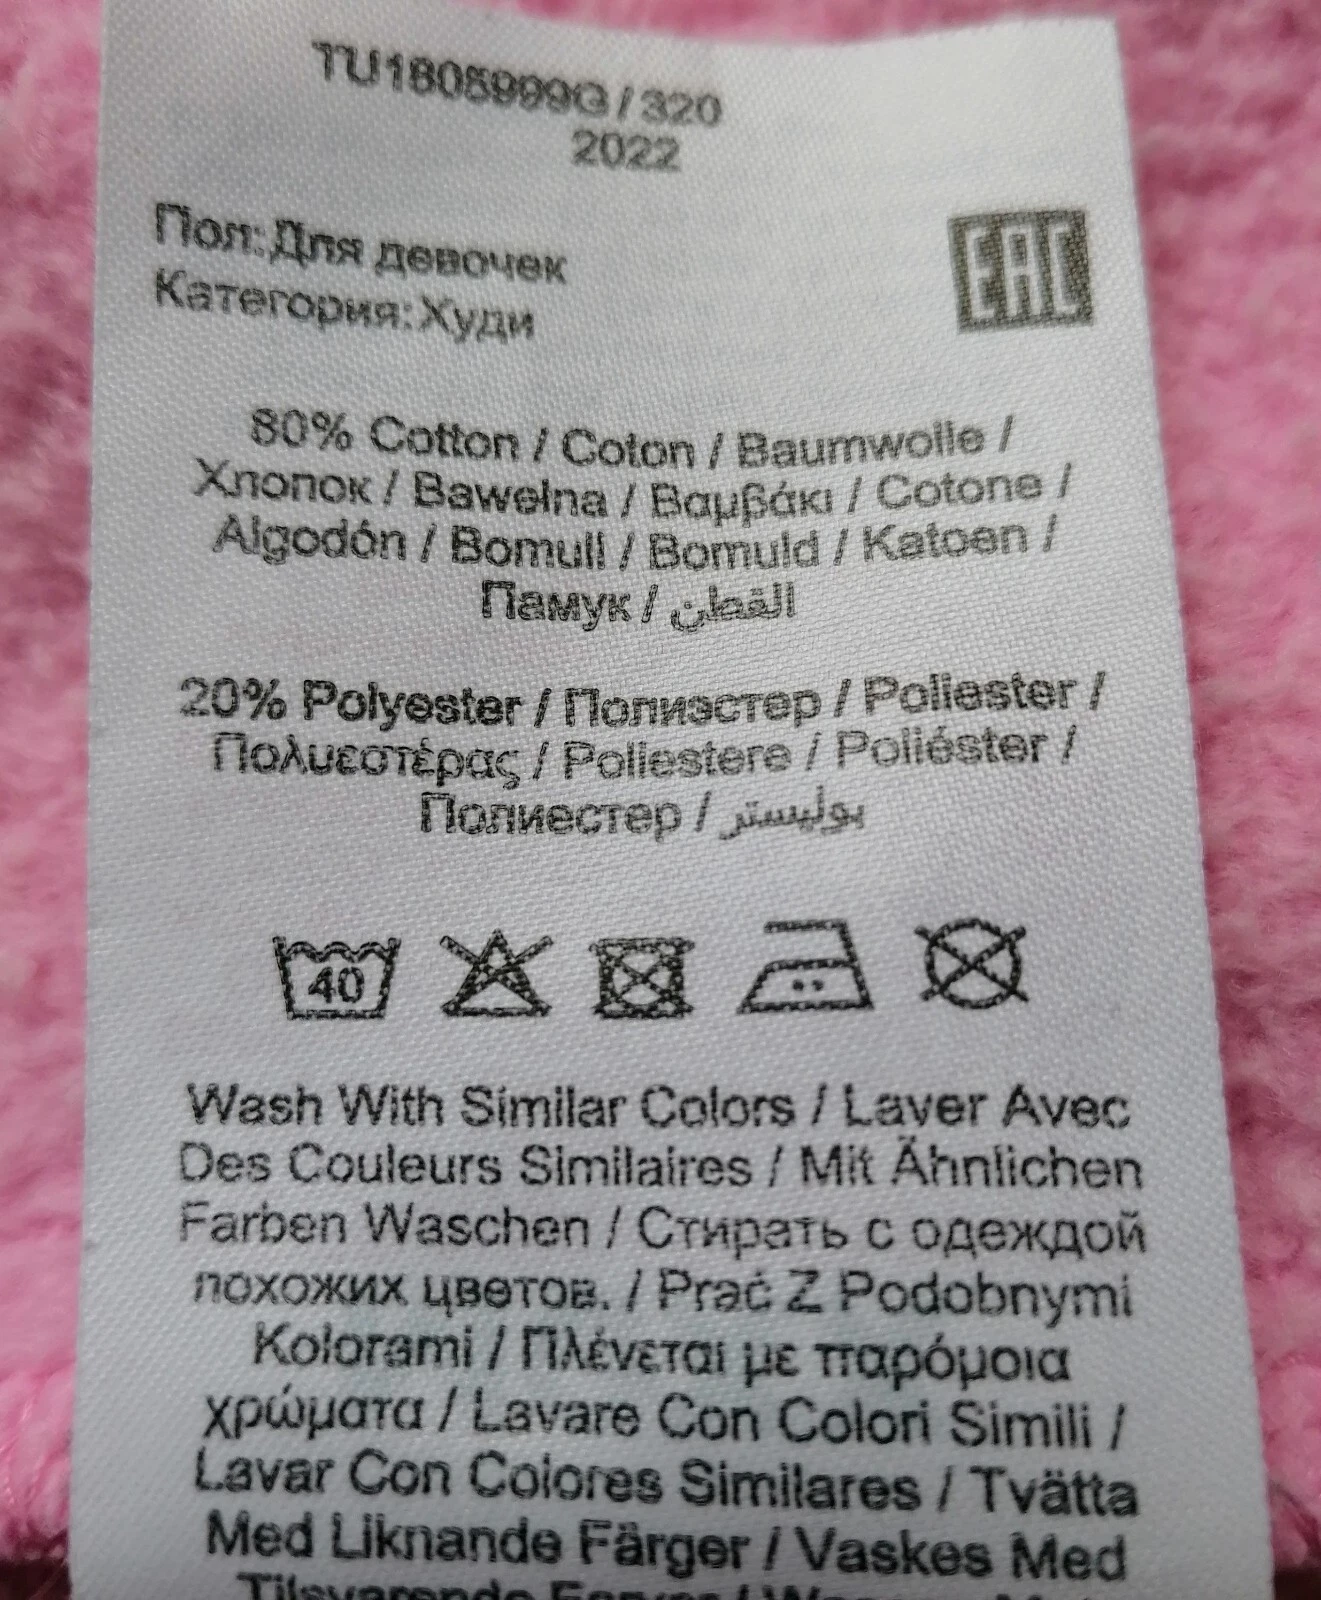 TU1805999G / 320
2022
Пол:Для девочек
Категория:Худи
EAC
80% Cotton / Coton / Baumwolle /
Хлопок / Bawełna / Βαμβάκι / Cotone /
Algodón / Bomull / Bomuld / Katoen /
Памук / القطن
20% Polyester / Полиэстер / Poliester /
Πολυεστέρας / Poliestere / Poliéster /
Полиестер / بوليستر
40
Wash With Similar Colors / Laver Avec
Des Couleurs Similaires / Mit Ähnlichen
Farben Waschen / Стирать с одеждой
похожих цветов. / Prać Z Podobnymi
Kolorami / Πλένεται με παρόμοια
χρώματα / Lavare Con Colori Simili /
Lavar Con Colores Similares / Tvätta
Med Liknande Färger / Vaskes Med